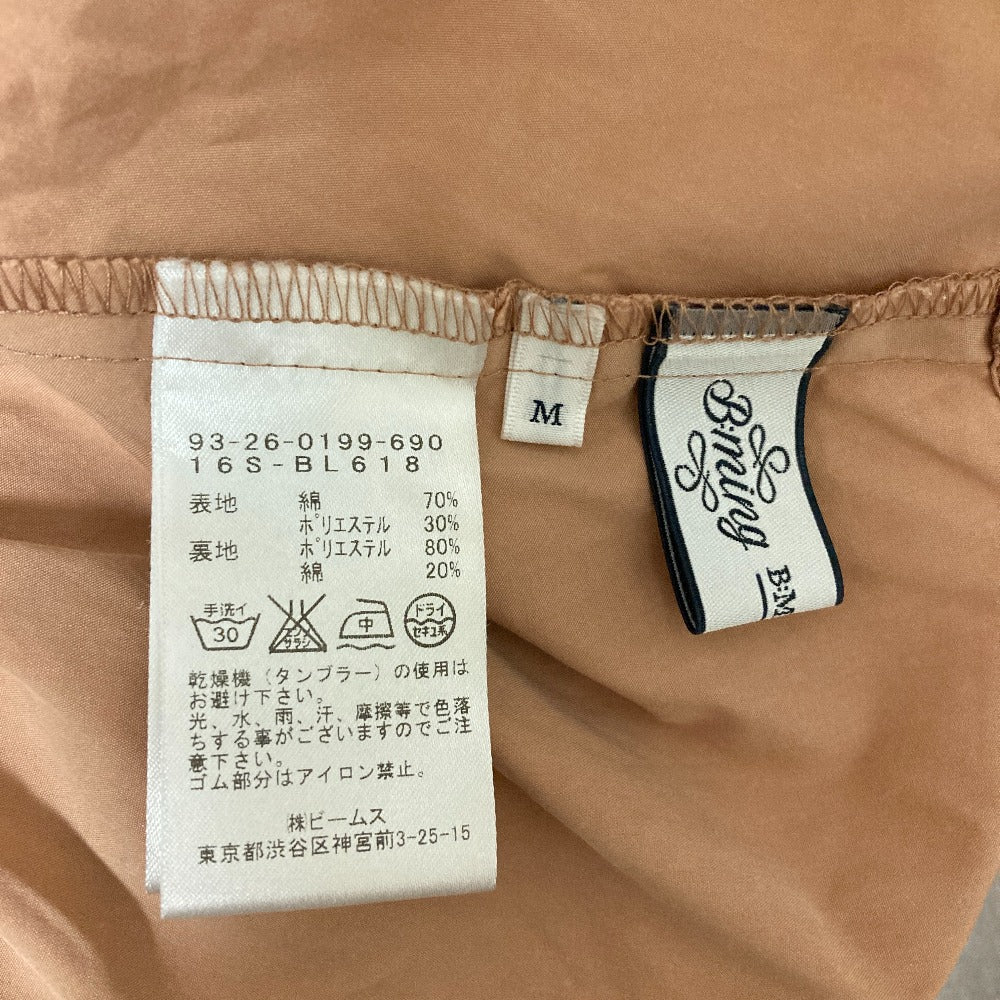 93-26-0199-690
16S-BL618
表地 綿 70%
ポリエステル 30%
裏地 ポリエステル 80%
綿 20%
手洗イ 30 エンソサラシ 中 ドライ セキユ系
乾燥機（タンブラー）の使用は
お避け下さい。
光、水、雨、汗、摩擦等で色落
ちする事がございますのでご注
意下さい。
ゴム部分はアイロン禁止。
㈱ビームス
東京都渋谷区神宮前3-25-15
M
B:ming
B:M